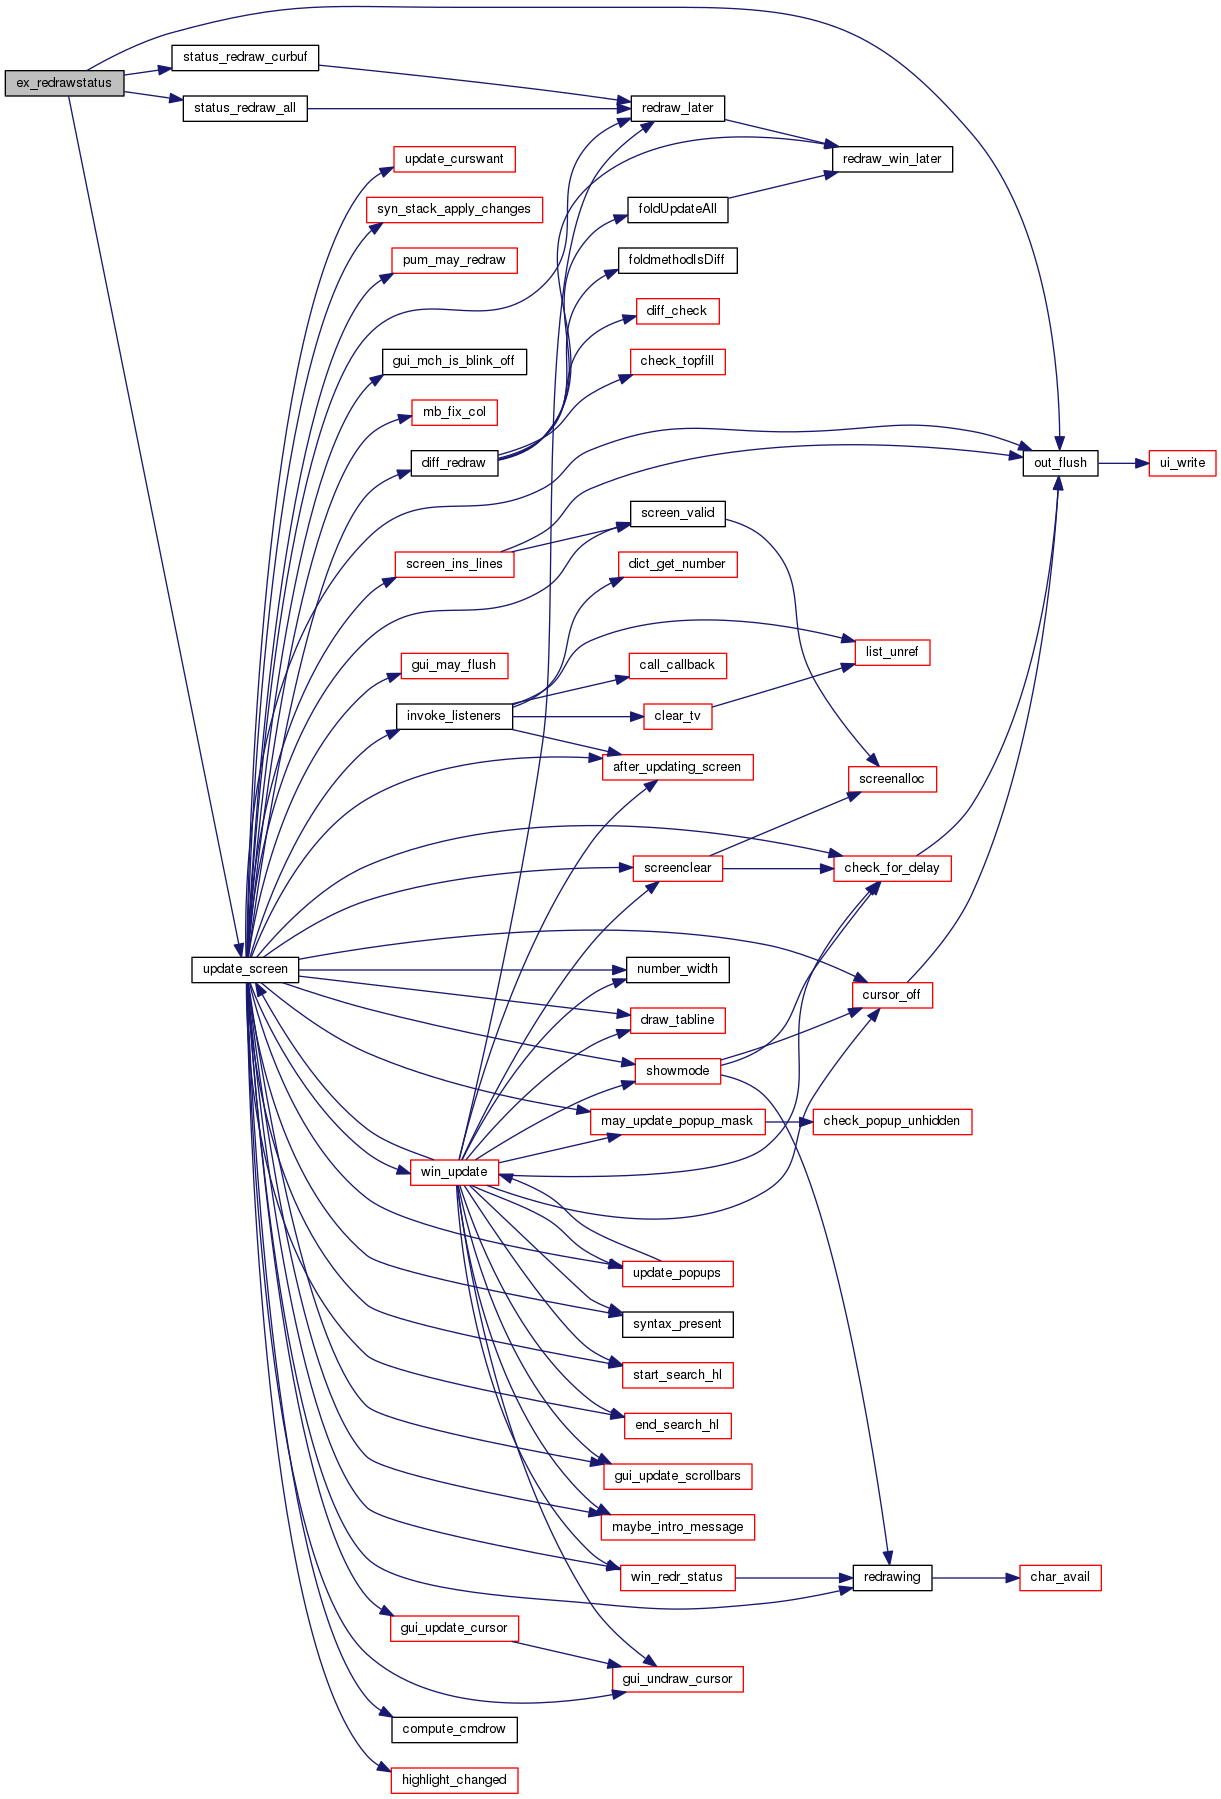 ex_redrawstatus
status_redraw_curbuf
status_redraw_all
redraw_later
update_curswant
redraw_win_later
syn_stack_apply_changes
foldUpdateAll
pum_may_redraw
foldmethodIsDiff
diff_check
gui_mch_is_blink_off
check_topfill
mb_fix_col
diff_redraw
out_flush
ui_write
screen_valid
screen_ins_lines
dict_get_number
gui_may_flush
call_callback
list_unref
invoke_listeners
clear_tv
after_updating_screen
screenalloc
screenclear
check_for_delay
update_screen
number_width
cursor_off
draw_tabline
showmode
may_update_popup_mask
check_popup_unhidden
win_update
update_popups
syntax_present
start_search_hl
end_search_hl
gui_update_scrollbars
maybe_intro_message
win_redr_status
redrawing
char_avail
gui_update_cursor
gui_undraw_cursor
compute_cmdrow
highlight_changed